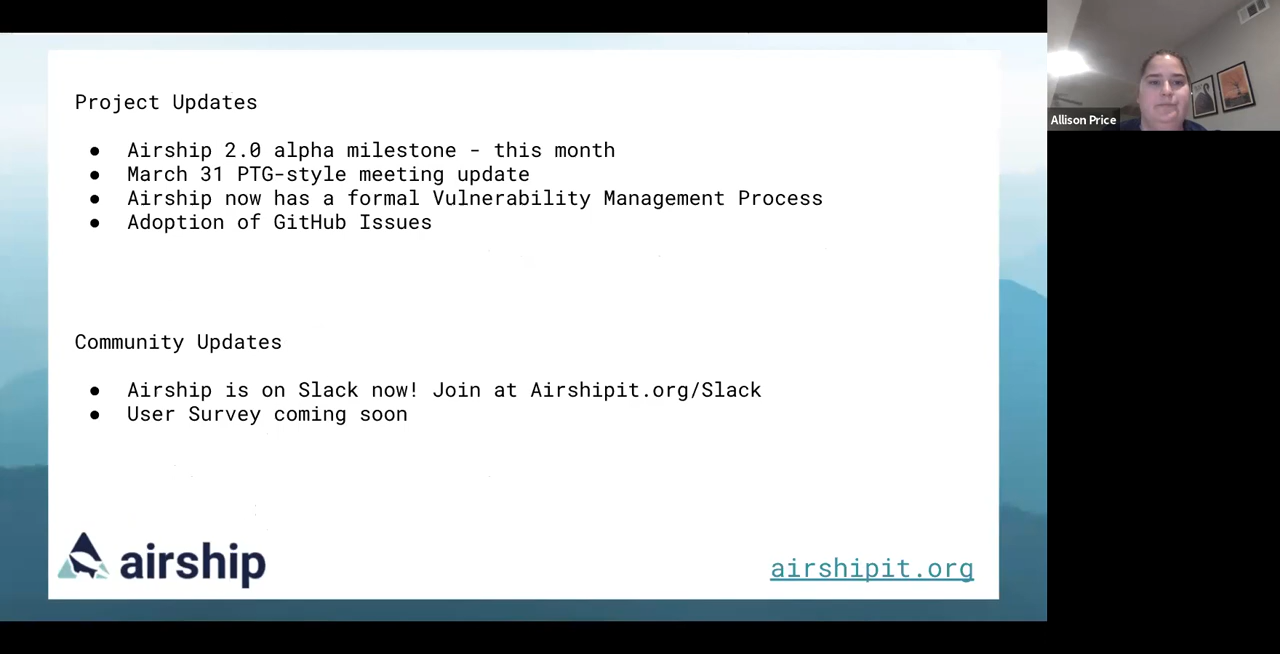 Project Updates
● Airship 2.0 alpha milestone - this month
● March 31 PTG-style meeting update
● Airship now has a formal Vulnerability Management Process
● Adoption of GitHub Issues
Community Updates
● Airship is on Slack now! Join at Airshipit.org/Slack
● User Survey coming soon
airship
airshipit.org
Allison Price